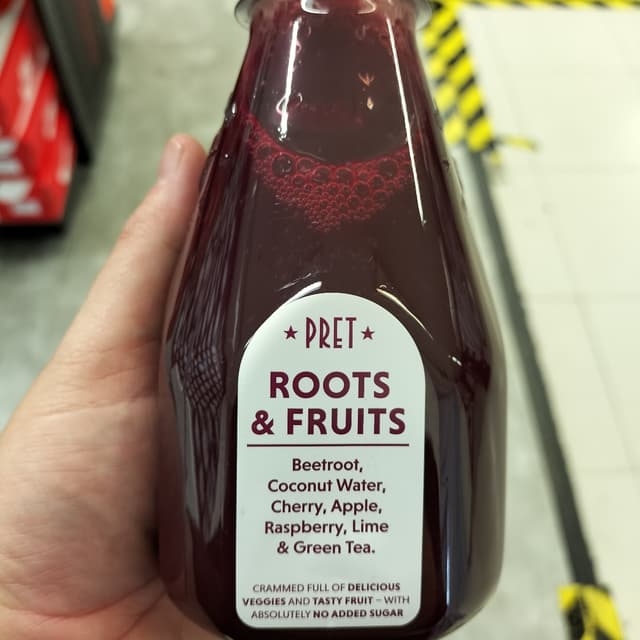 ★ PRET ★
ROOTS
& FRUITS
Beetroot,
Coconut Water,
Cherry, Apple,
Raspberry, Lime
& Green Tea.
CRAMMED FULL OF DELICIOUS
VEGGIES AND TASTY FRUIT – WITH
ABSOLUTELY NO ADDED SUGAR